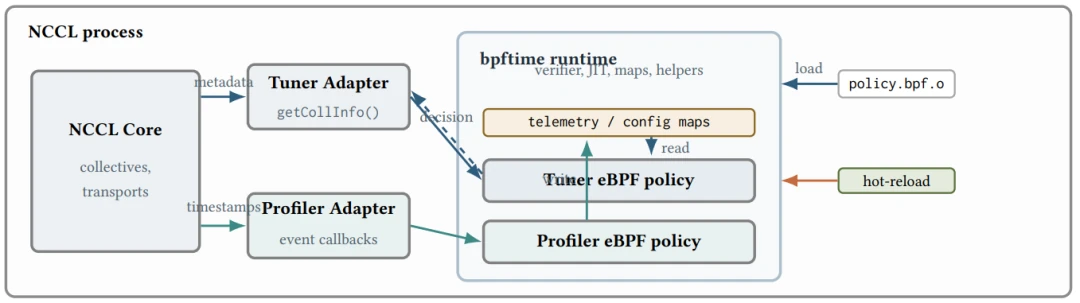 NCCL process
NCCL Core
collectives,
transports
metadata
timestamps
Tuner Adapter
getCollInfo()
Profiler Adapter
event callbacks
decision
bpftime runtime
verifier, JIT, maps, helpers
telemetry / config maps
read
write
Tuner eBPF policy
Profiler eBPF policy
load
policy.bpf.o
hot-reload